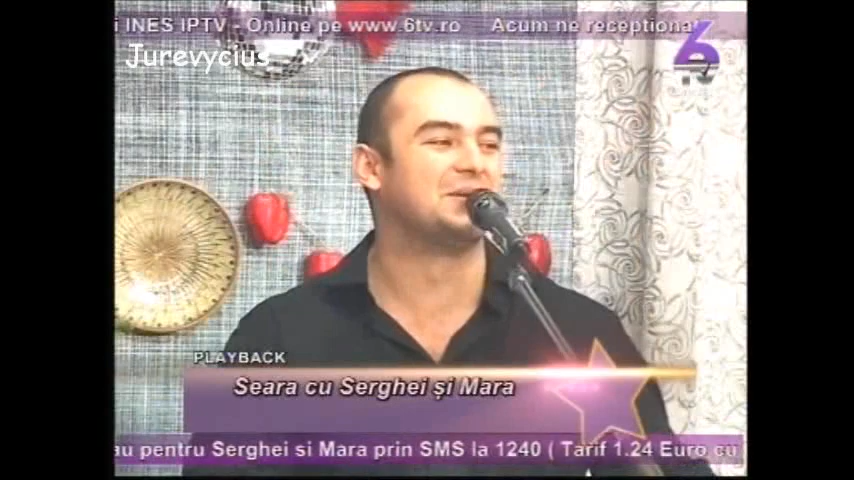 i INES IPTV - Online pe www.6tv.ro Acum ne receptionat
Jurevycius
6
TV
PLAYBACK
Seara cu Serghei și Mara
au pentru Serghei si Mara prin SMS la 1240 ( Tarif 1.24 Euro cu